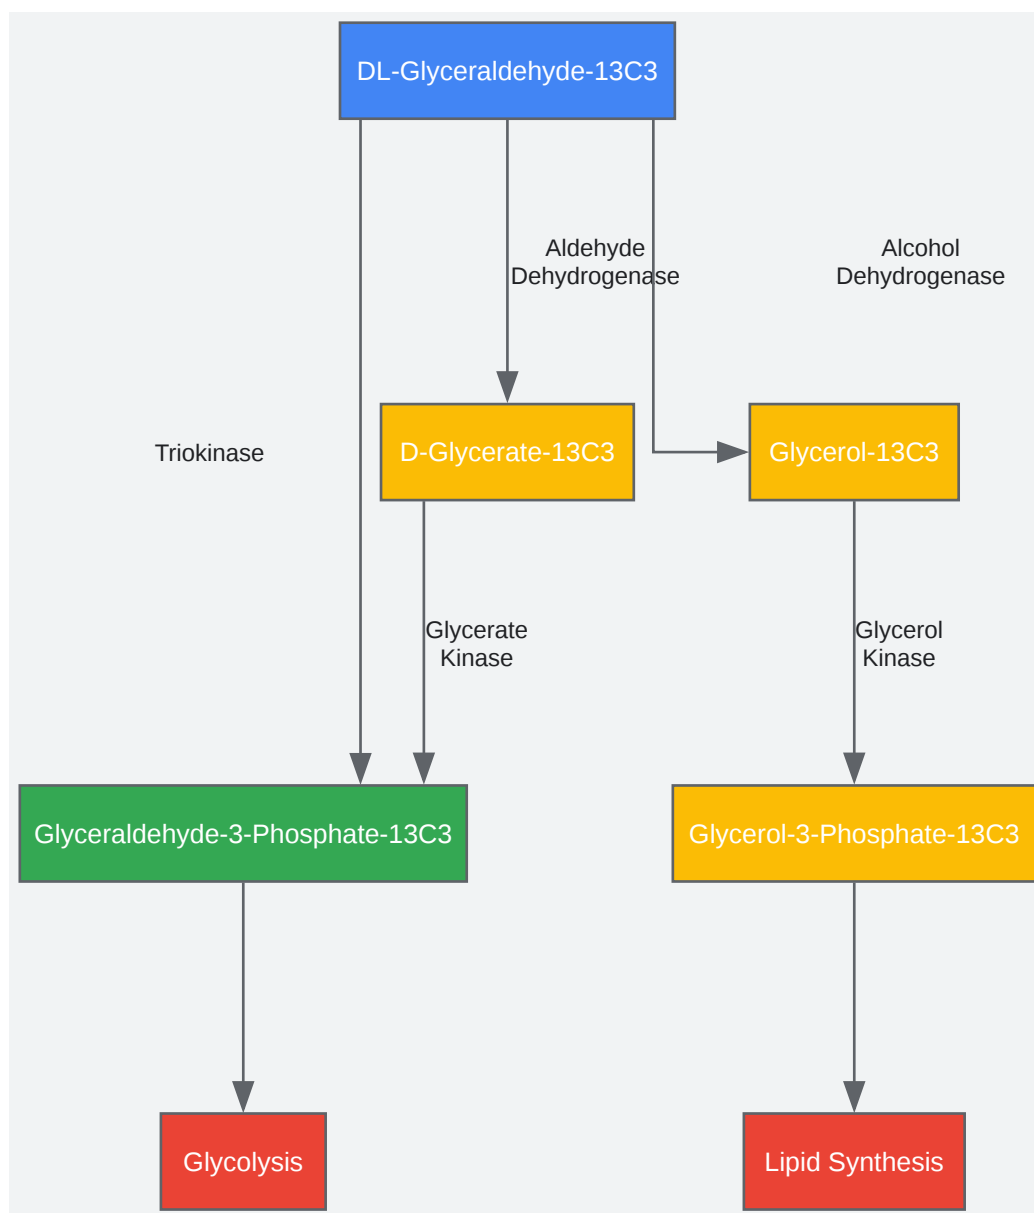 DL-Glyceraldehyde-13C3
Aldehyde
Dehydrogenase
Alcohol
Dehydrogenase
Triokinase
D-Glycerate-13C3
Glycerol-13C3
Glycerate
Kinase
Glycerol
Kinase
Glyceraldehyde-3-Phosphate-13C3
Glycerol-3-Phosphate-13C3
Glycolysis
Lipid Synthesis